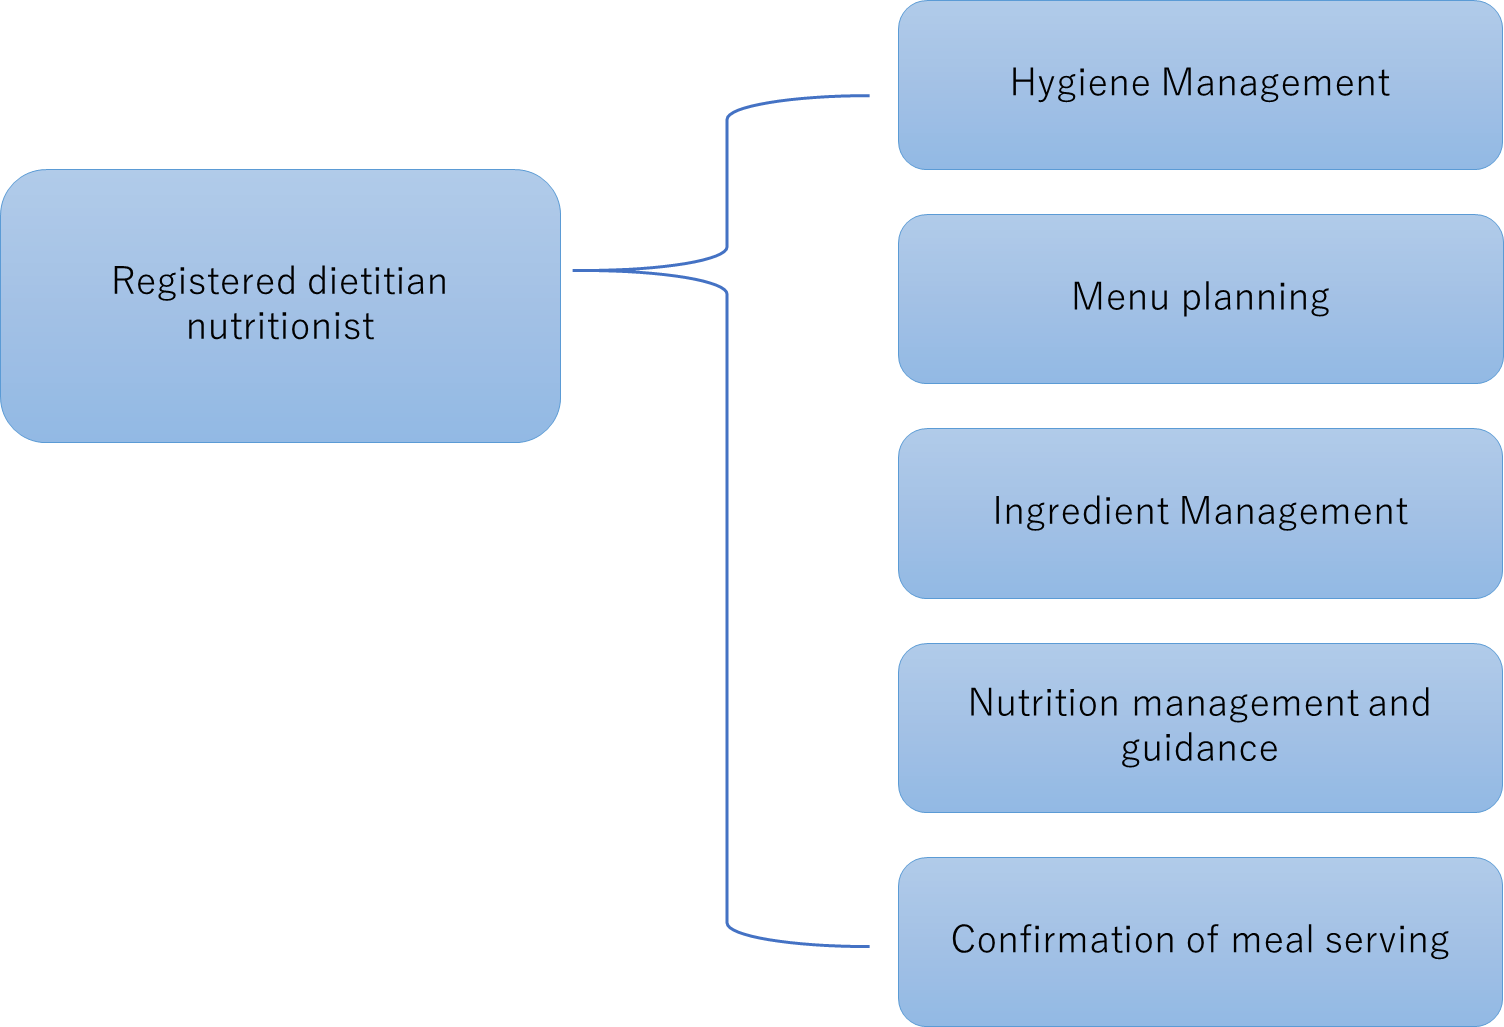 Registered dietitian
nutritionist
Hygiene Management
Menu planning
Ingredient Management
Nutrition management and
guidance
Confirmation of meal serving